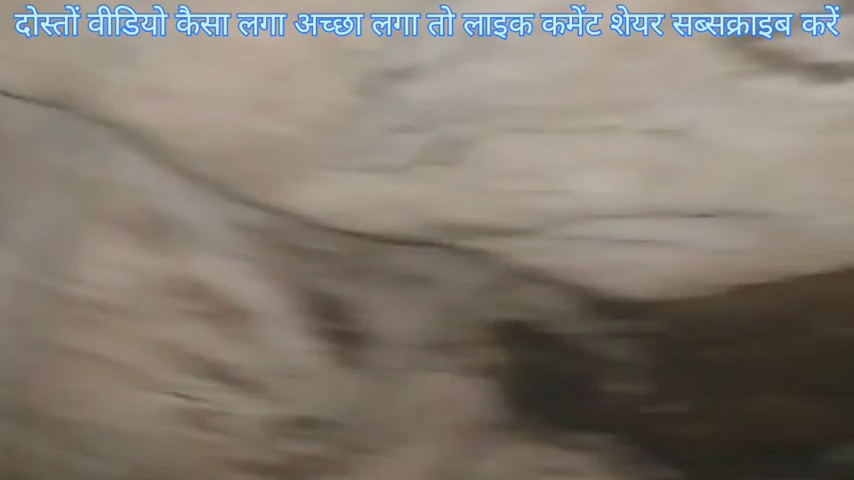 दोस्तों वीडियो कैसा लगा अच्छा लगा तो लाइक कमेंट शेयर सब्सक्राइब करें